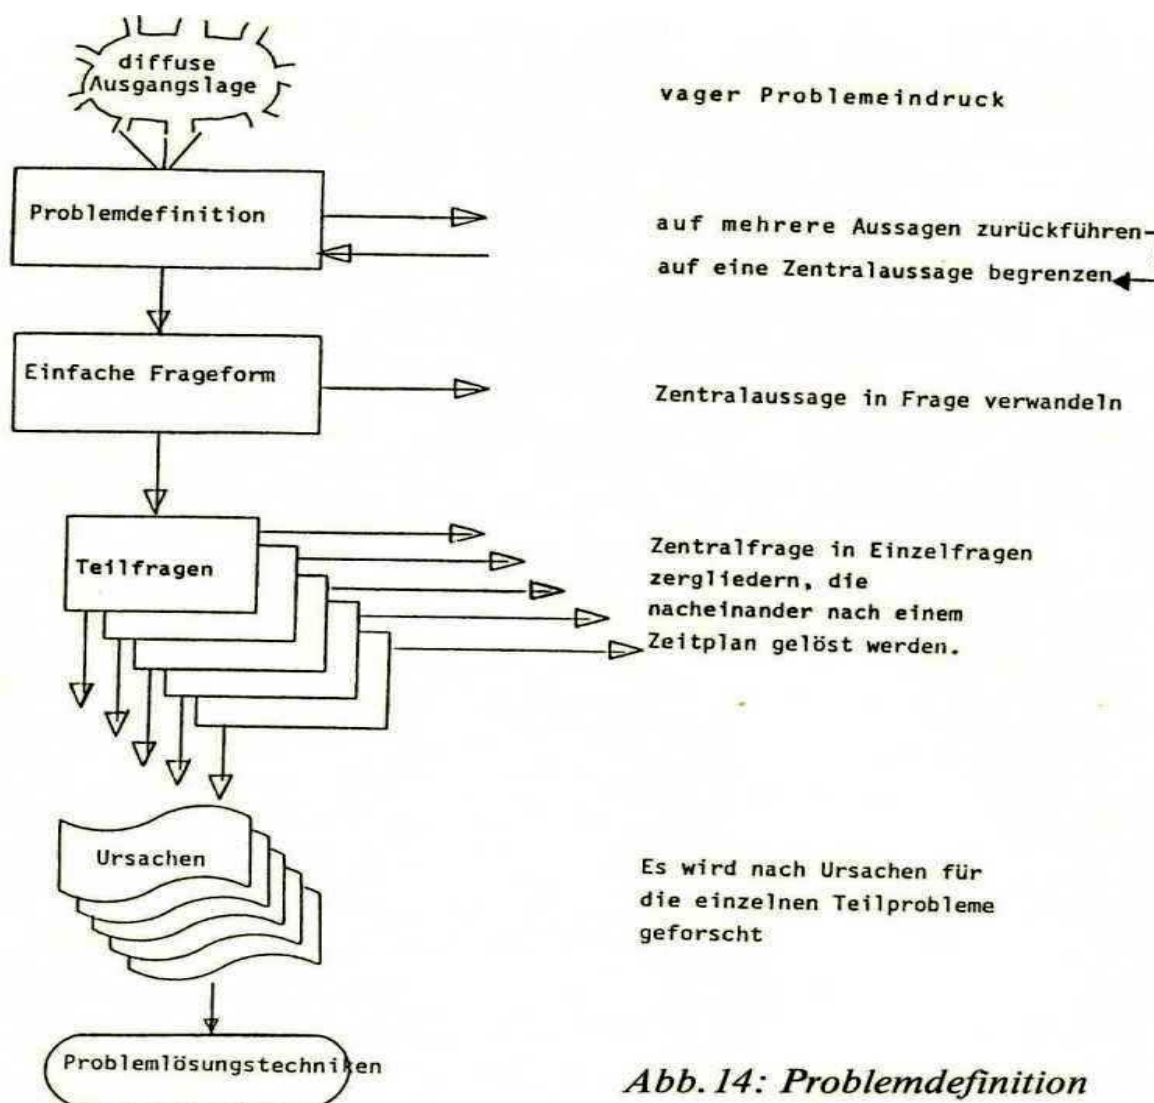 diffuse
Ausgangslage
vager Problemeindruck
Problemdefinition
auf mehrere Aussagen zurückführen
auf eine Zentralaussage begrenzen
Einfache Frageform
Zentralaussage in Frage verwandeln
Teilfragen
Zentralfrage in Einzelfragen
zergliedern, die
nacheinander nach einem
Zeitplan gelöst werden.
Ursachen
Es wird nach Ursachen für
die einzelnen Teilprobleme
geforscht
Problemlösungstechniken
Abb. 14: Problemdefinition